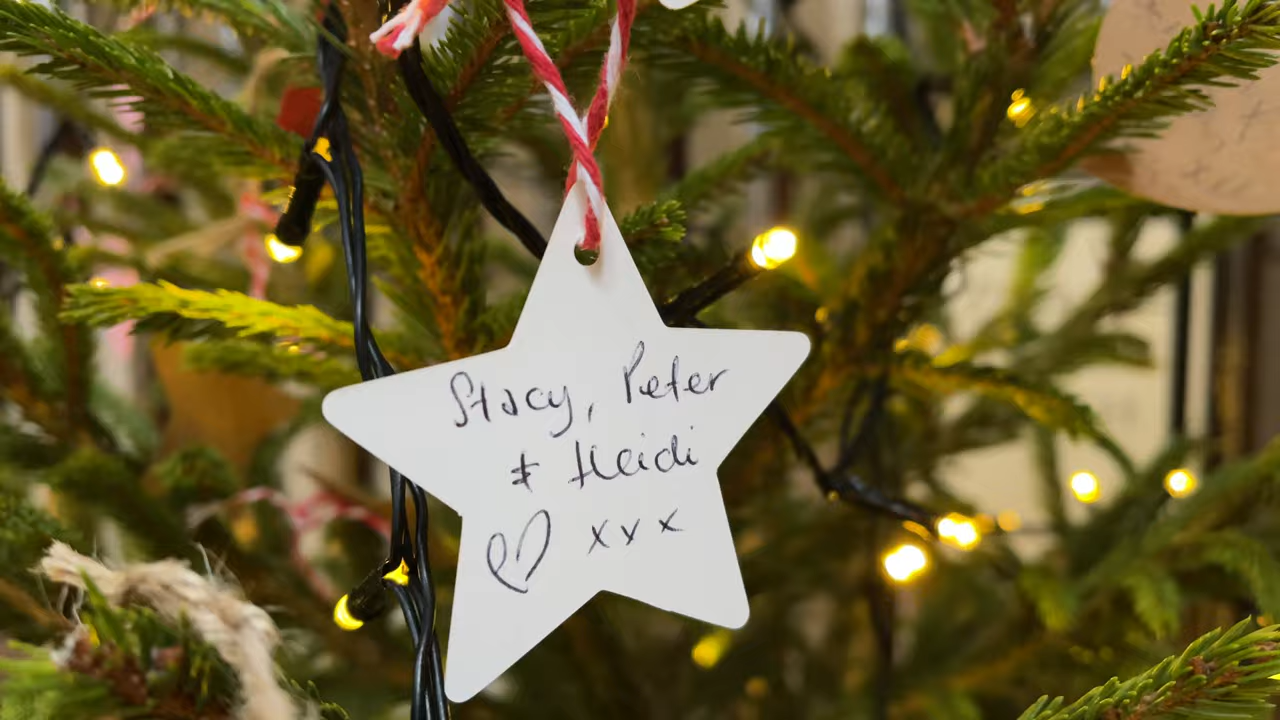 Stacy, Peter
& Heidi
♡ xxx